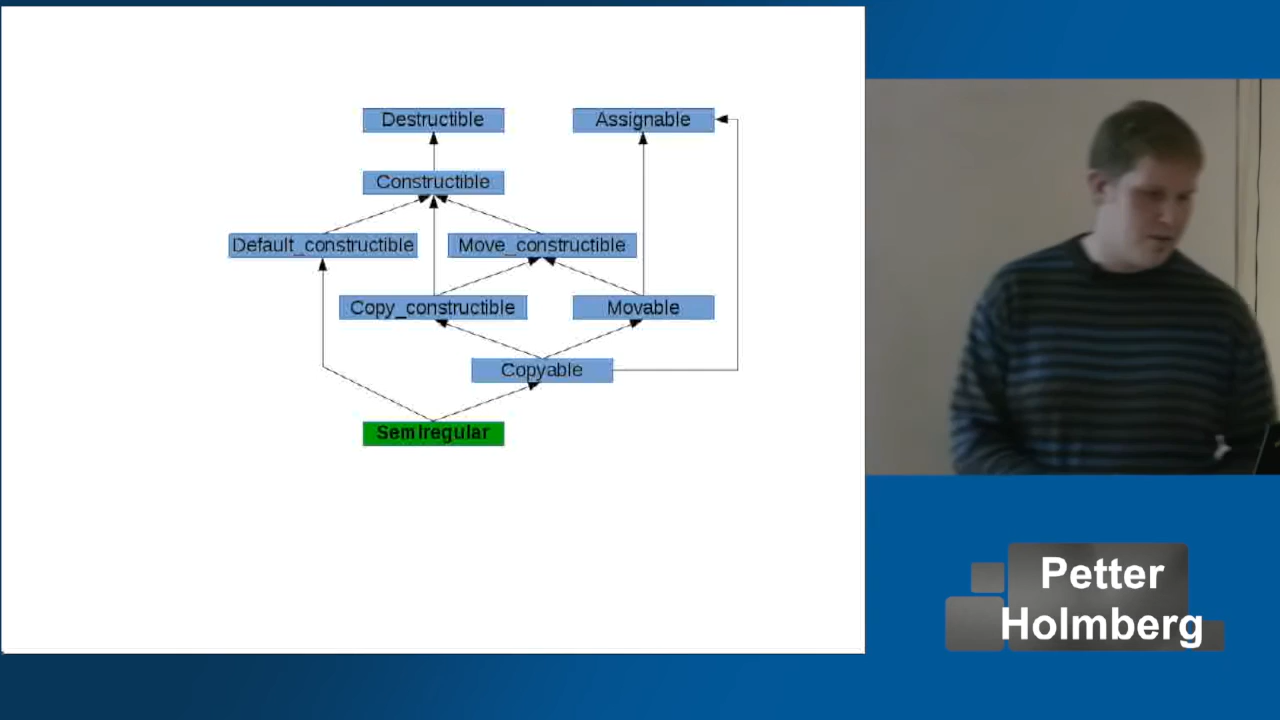 Destructible
Assignable
Constructible
Default_constructible
Move_constructible
Copy_constructible
Movable
Copyable
Semiregular
Petter
Holmberg